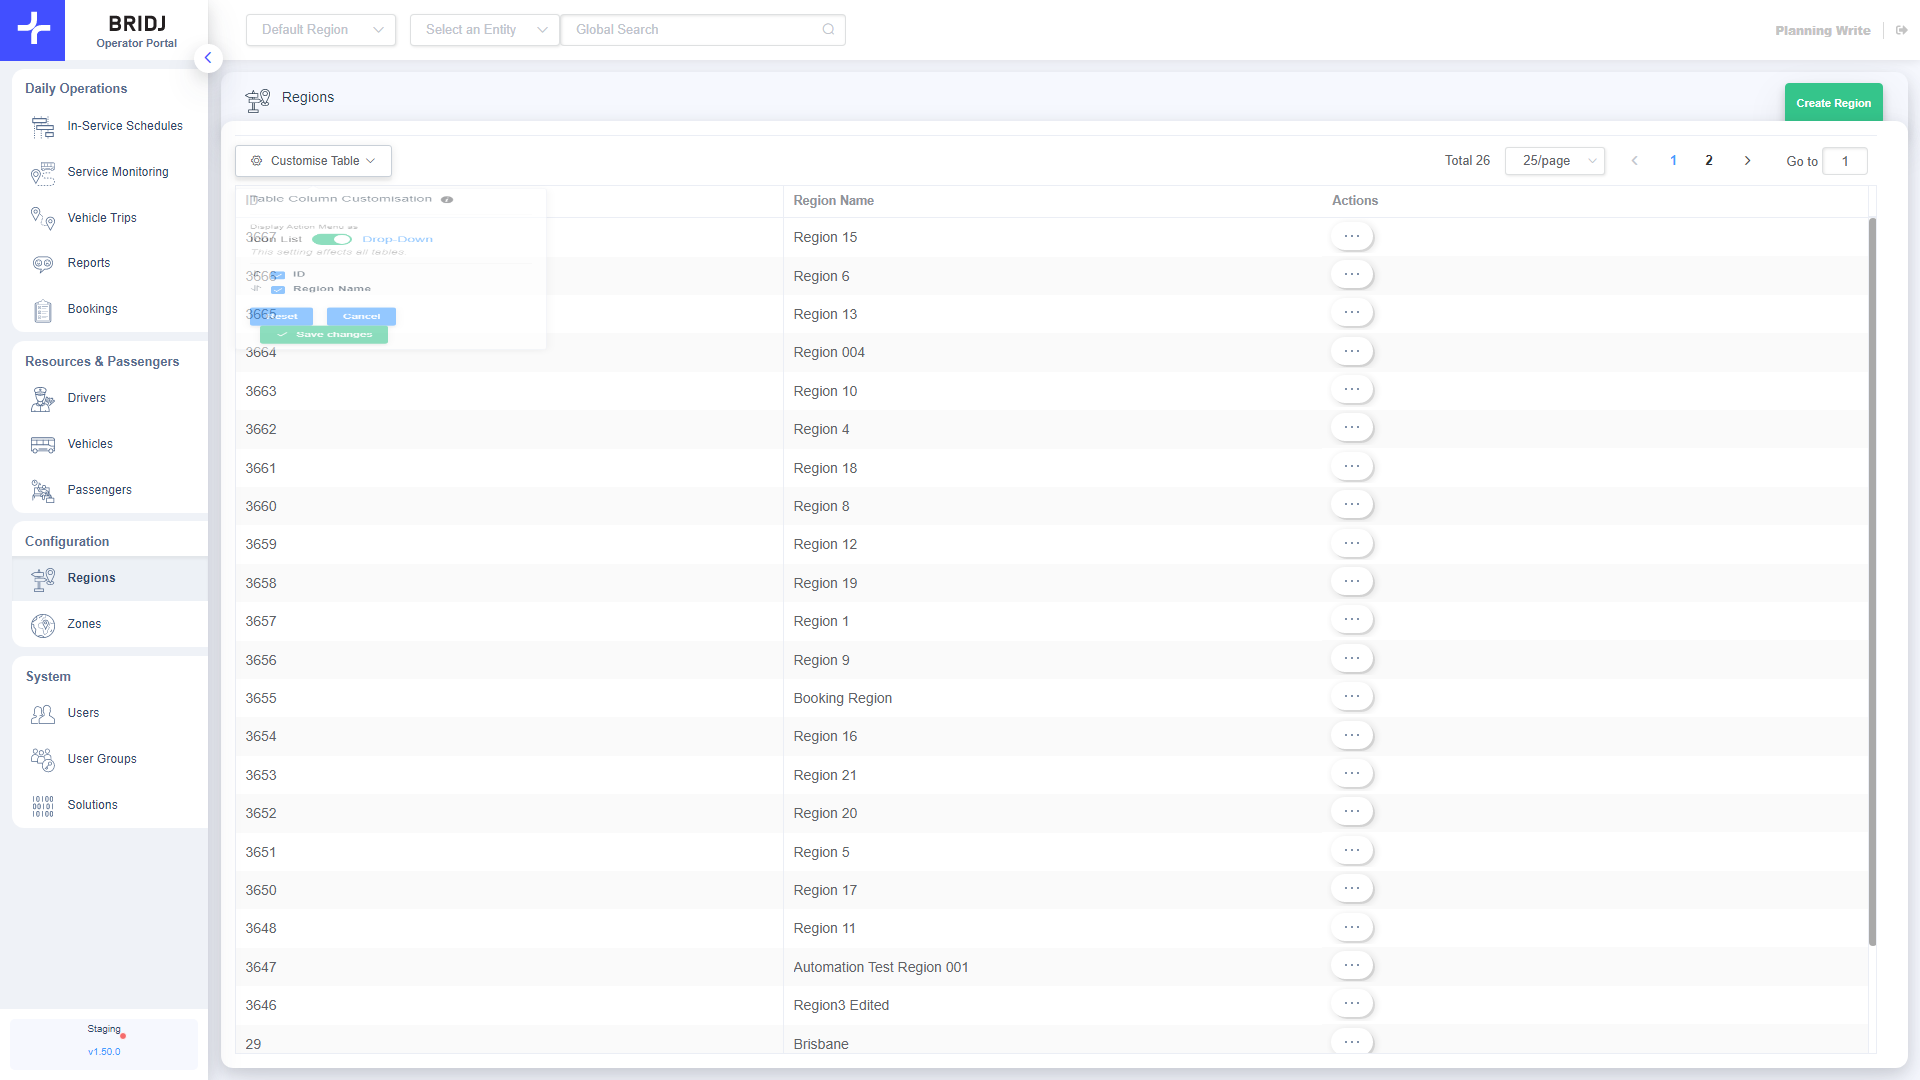 BRIDJ
Operator Portal
Default Region
Select an Entity
Global Search
Planning Write
Daily Operations
In-Service Schedules
Service Monitoring
Vehicle Trips
Reports
Bookings
Resources & Passengers
Drivers
Vehicles
Passengers
Configuration
Regions
Zones
System
Users
User Groups
10100
00101
10100
Solutions
Staging
v1.50.0
Regions
Create Region
Customise Table
Total 26
25/page
1
2
Go to
1
ID
Region Name
Actions
Table Column Customisation
Display Action Menu as
Icon List
Drop-Down
This setting effects all tables.
ID
Region Name
Reset
Cancel
Save changes
3667
Region 15
3666
Region 6
3665
Region 13
3664
Region 004
3663
Region 10
3662
Region 4
3661
Region 18
3660
Region 8
3659
Region 12
3658
Region 19
3657
Region 1
3656
Region 9
3655
Booking Region
3654
Region 16
3653
Region 21
3652
Region 20
3651
Region 5
3650
Region 17
3648
Region 11
3647
Automation Test Region 001
3646
Region3 Edited
29
Brisbane